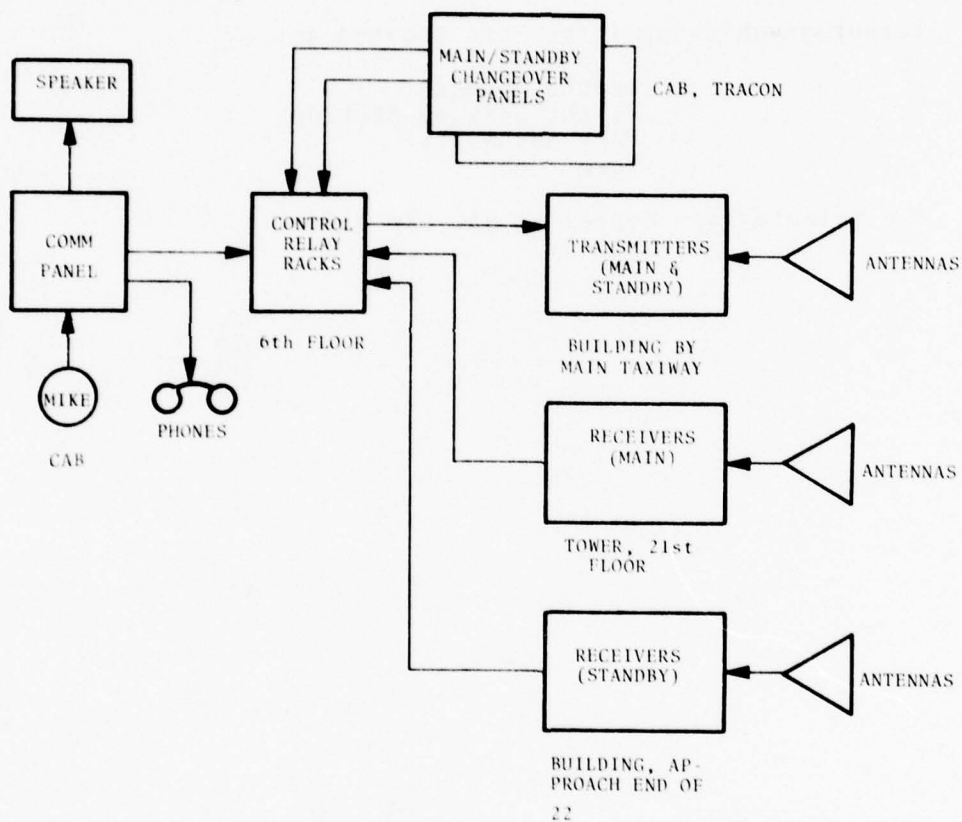 MAIN/STANDBY
CHANGEOVER
PANELS
CAB, TRACON
SPEAKER
COMM
PANEL
CONTROL
RELAY
RACKS
6th FLOOR
TRANSMITTERS
(MAIN &
STANDBY)
ANTENNAS
BUILDING BY
MAIN TAXIWAY
MIKE
CAB
PHONES
RECEIVERS
(MAIN)
ANTENNAS
TOWER, 21st
FLOOR
RECEIVERS
(STANDBY)
ANTENNAS
BUILDING, AP-
PROACH END OF
22